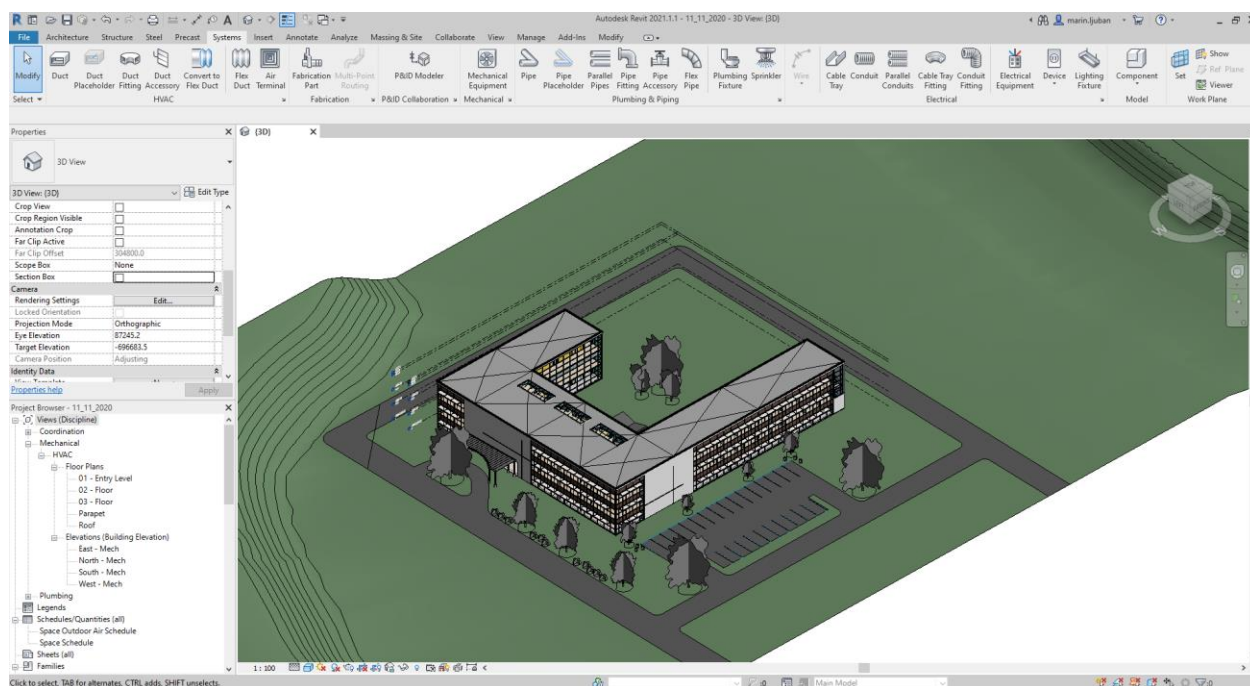 Autodesk Revit 2021.1.1 - 11_11_2020 - 3D View: {3D}
marin.ljuban
File Architecture Structure Steel Precast Systems Insert Annotate Analyze Massing & Site Collaborate View Manage Add-Ins Modify
Modify Duct Duct Placeholder Duct Fitting Duct Accessory Convert to Flex Duct Flex Duct Air Terminal Fabrication Part Multi-Point Routing P&ID Modeler Mechanical Equipment Pipe Pipe Placeholder Parallel Pipes Pipe Fitting Pipe Accessory Flex Pipe Plumbing Fixture Sprinkler Wire Cable Tray Conduit Parallel Conduits Cable Tray Fitting Conduit Fitting Electrical Equipment Device Lighting Fixture Component Set Show
Ref Plane
Viewer
Select HVAC Fabrication P&ID Collaboration Mechanical Plumbing & Piping Electrical Model Work Plane
Properties X
{3D} X
3D View
3D View: {3D} Edit Type
Crop View
Crop Region Visible
Annotation Crop
Far Clip Active
Far Clip Offset 304800.0
Scope Box None
Section Box
Camera
Rendering Settings Edit...
Locked Orientation
Projection Mode Orthographic
Eye Elevation 87245.2
Target Elevation -696683.5
Camera Position Adjusting
Identity Data
Properties help Apply
Project Browser - 11_11_2020 X
Views (Discipline)
Coordination
Mechanical
HVAC
Floor Plans
01 - Entry Level
02 - Floor
03 - Floor
Parapet
Roof
Elevations (Building Elevation)
East - Mech
North - Mech
South - Mech
West - Mech
Plumbing
Legends
Schedules/Quantities (all)
Space Outdoor Air Schedule
Space Schedule
Sheets (all)
Families
W S
1 : 100
Click to select, TAB for alternates, CTRL adds, SHIFT unselects.
:0 Main Model :0